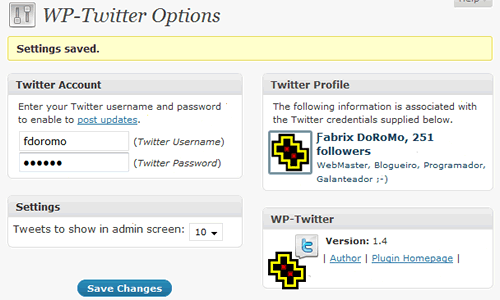 WP-Twitter Options
Settings saved.
Twitter Account
Enter your Twitter username and password
to enable to post updates.
fdoromo (Twitter Username)
•••••• (Twitter Password)
Settings
Tweets to show in admin screen: 10
Save Changes
Twitter Profile
The following information is associated with
the Twitter credentials supplied below.
Fabrix DoRoMo, 251
followers
WebMaster, Blogueiro, Programador,
Galanteador ;-)
WP-Twitter
Version: 1.4
| Author | Plugin Homepage |